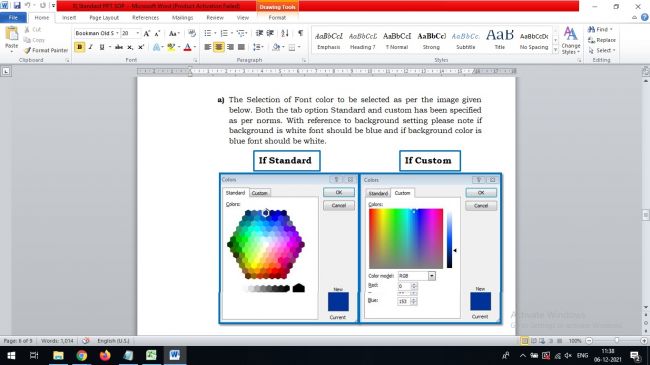 TCStandard PPT SOP - Microsoft Word (Product Activation Failed)
Drawing Tools
File Home Insert Page Layout References Mailings Review View Format
Paste
Cut
Copy
Format Painter
Clipboard
Bookman Old S 20
Font
Paragraph
AaBbCcI AaBbCcI AaBbCcI AaBbCc AaBbCc. AaB AaBbCcDc
Emphasis Heading 7 T Normal Strong Subtitle Title No Spacing
Styles
Change Styles
Find
Replace
Select
Editing
a) The Selection of Font color to be selected as per the image given
below. Both the tab option Standard and custom has been specified
as per norms. With reference to background setting please note if
background is white font should be blue and if background color is
blue font should be white.
If Standard
If Custom
Colors
Standard Custom
OK
Cancel
Colors:
New
Current
Colors
Standard Custom
OK
Cancel
Colors:
Color model: RGB
Red: 0
Blue: 153
New
Current
Activate Windows
Go to Settings to activate Windows.
Page: 6 of 9 Words: 1,014 English (U.S.) 100%
ENG 11:38
06-12-2021
2